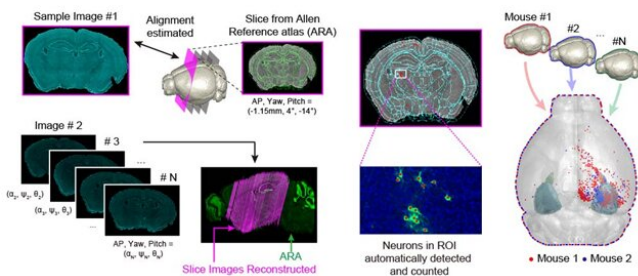 Sample Image #1
Alignment
estimated
Slice from Allen
Reference atlas (ARA)
AP, Yaw, Pitch =
(-1.15mm, 4°, -14°)
Image # 2
# 3
...
# N
(α₂, ψ₂, θ₂)
(α₃, ψ₃, θ₃)
...
AP, Yaw, Pitch =
(αN, ψN, θN)
ARA
Slice Images Reconstructed
Neurons in ROI
automatically detected
and counted
Mouse #1
#2
...
#N
Mouse 1
Mouse 2